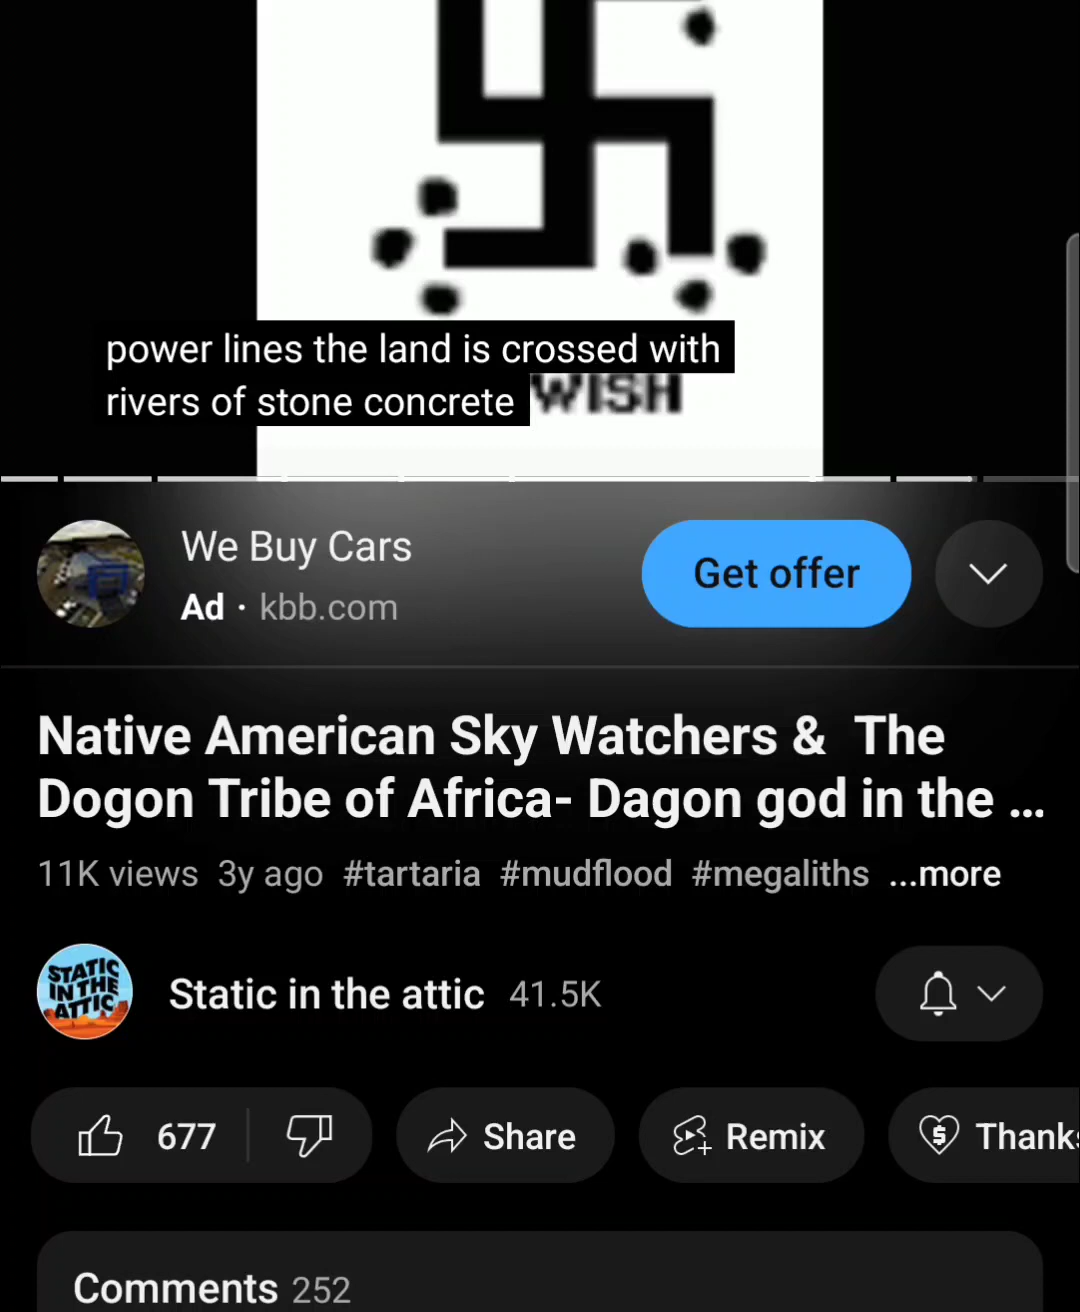 power lines the land is crossed with
rivers of stone concrete
WISH
We Buy Cars
Get offer
Ad · kbb.com
Native American Sky Watchers & The
Dogon Tribe of Africa- Dagon god in the ...
11K views 3y ago #tartaria #mudflood #megaliths ...more
STATIC
IN THE
ATTIC
Static in the attic 41.5K
677
Share
Remix
Thanks
Comments 252